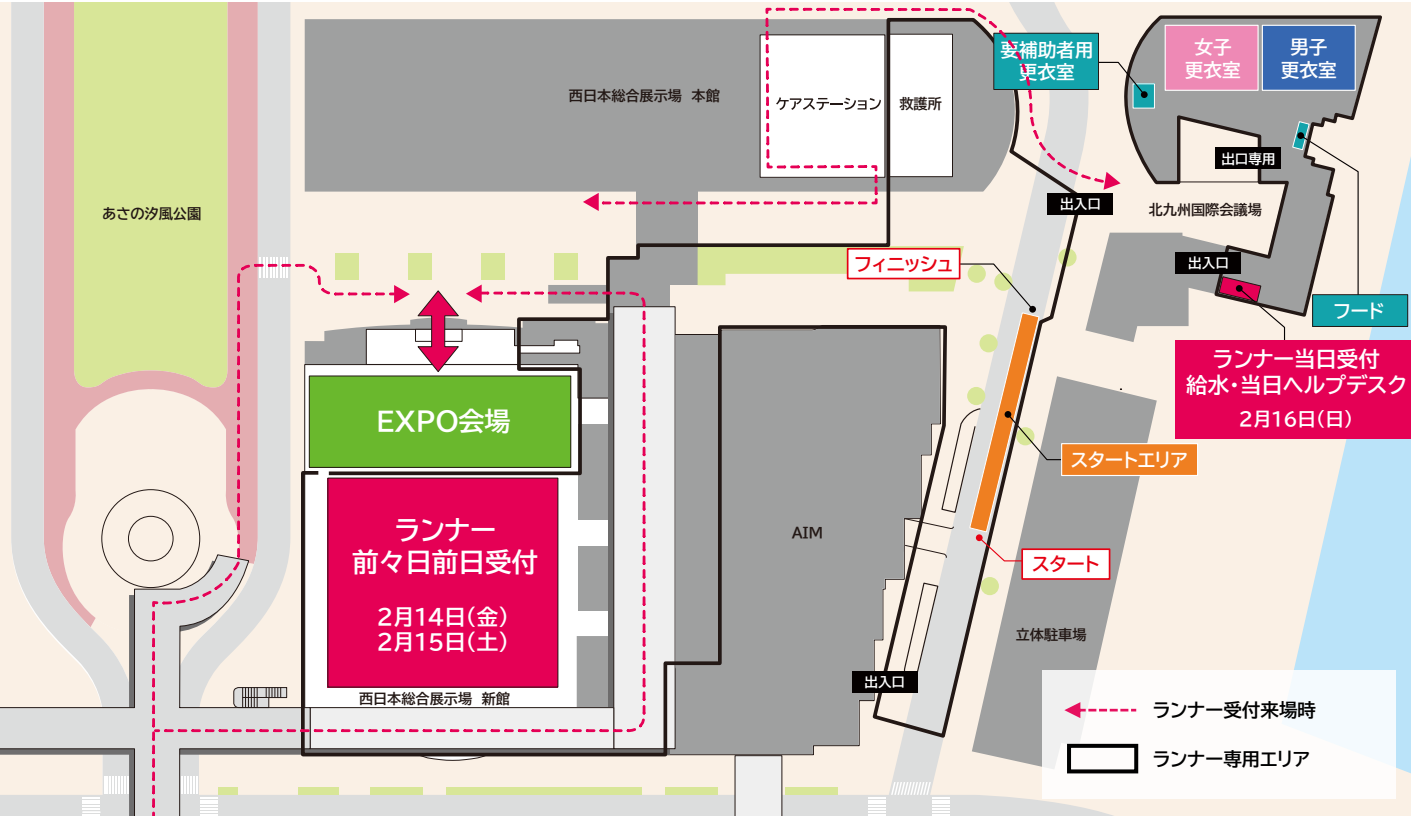 要補助者用
更衣室
女子
更衣室
男子
更衣室
西日本総合展示場 本館
ケアステーション
救護所
出口専用
あさの汐風公園
出入口
北九州国際会議場
フィニッシュ
出入口
フード
ランナー当日受付
給水・当日ヘルプデスク
2月16日(日)
EXPO会場
スタートエリア
ランナー
前々日前日受付
2月14日(金)
2月15日(土)
AIM
スタート
立体駐車場
出入口
西日本総合展示場 新館
ランナー受付来場時
ランナー専用エリア